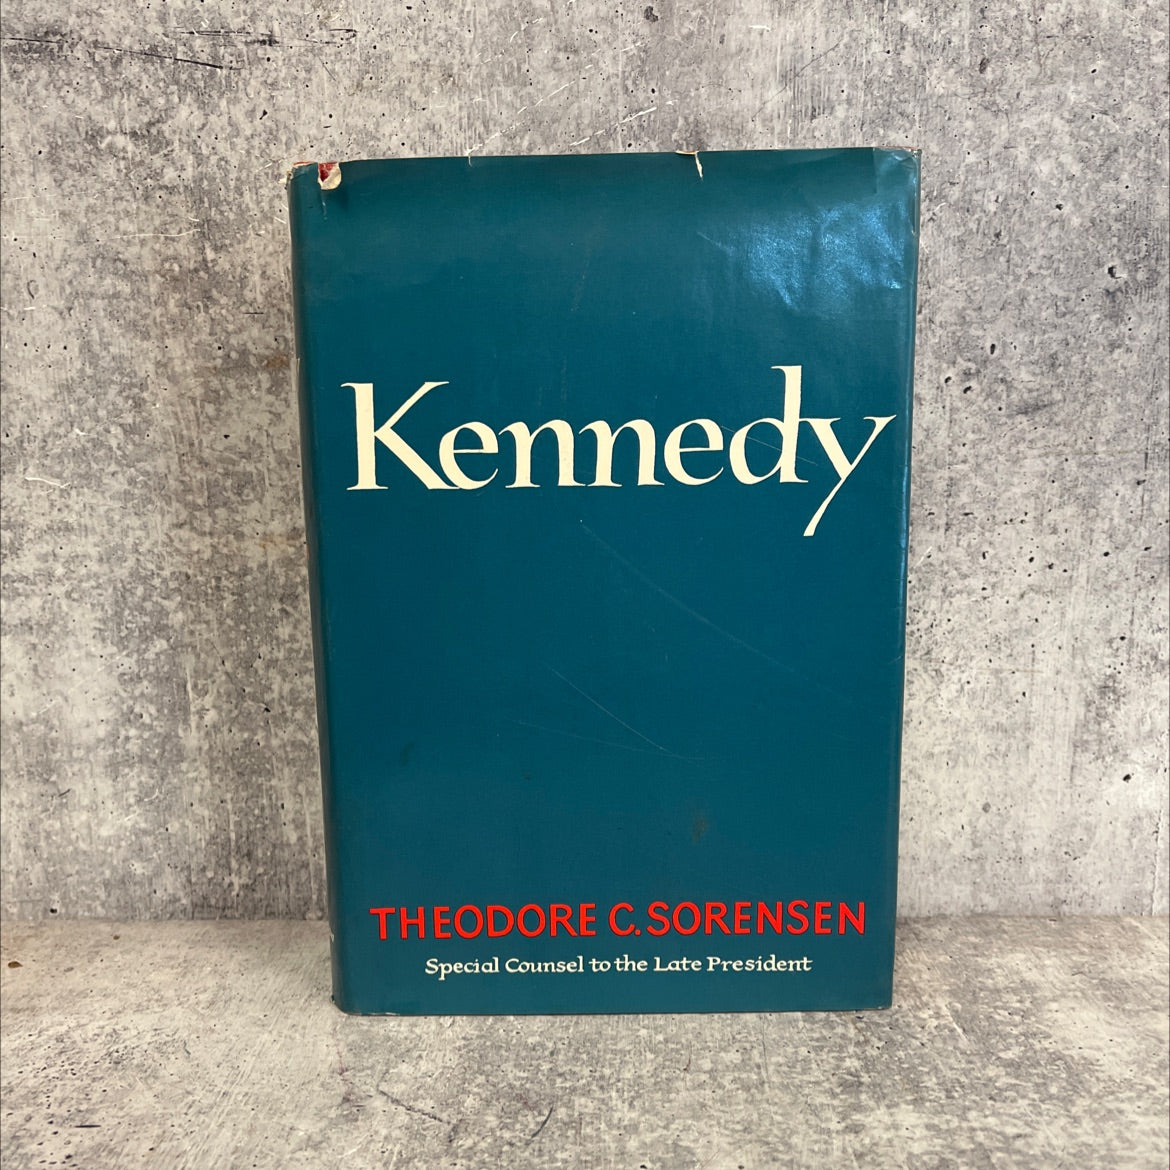 Kennedy
THEODORE C. SORENSEN
Special Counsel to the Late President